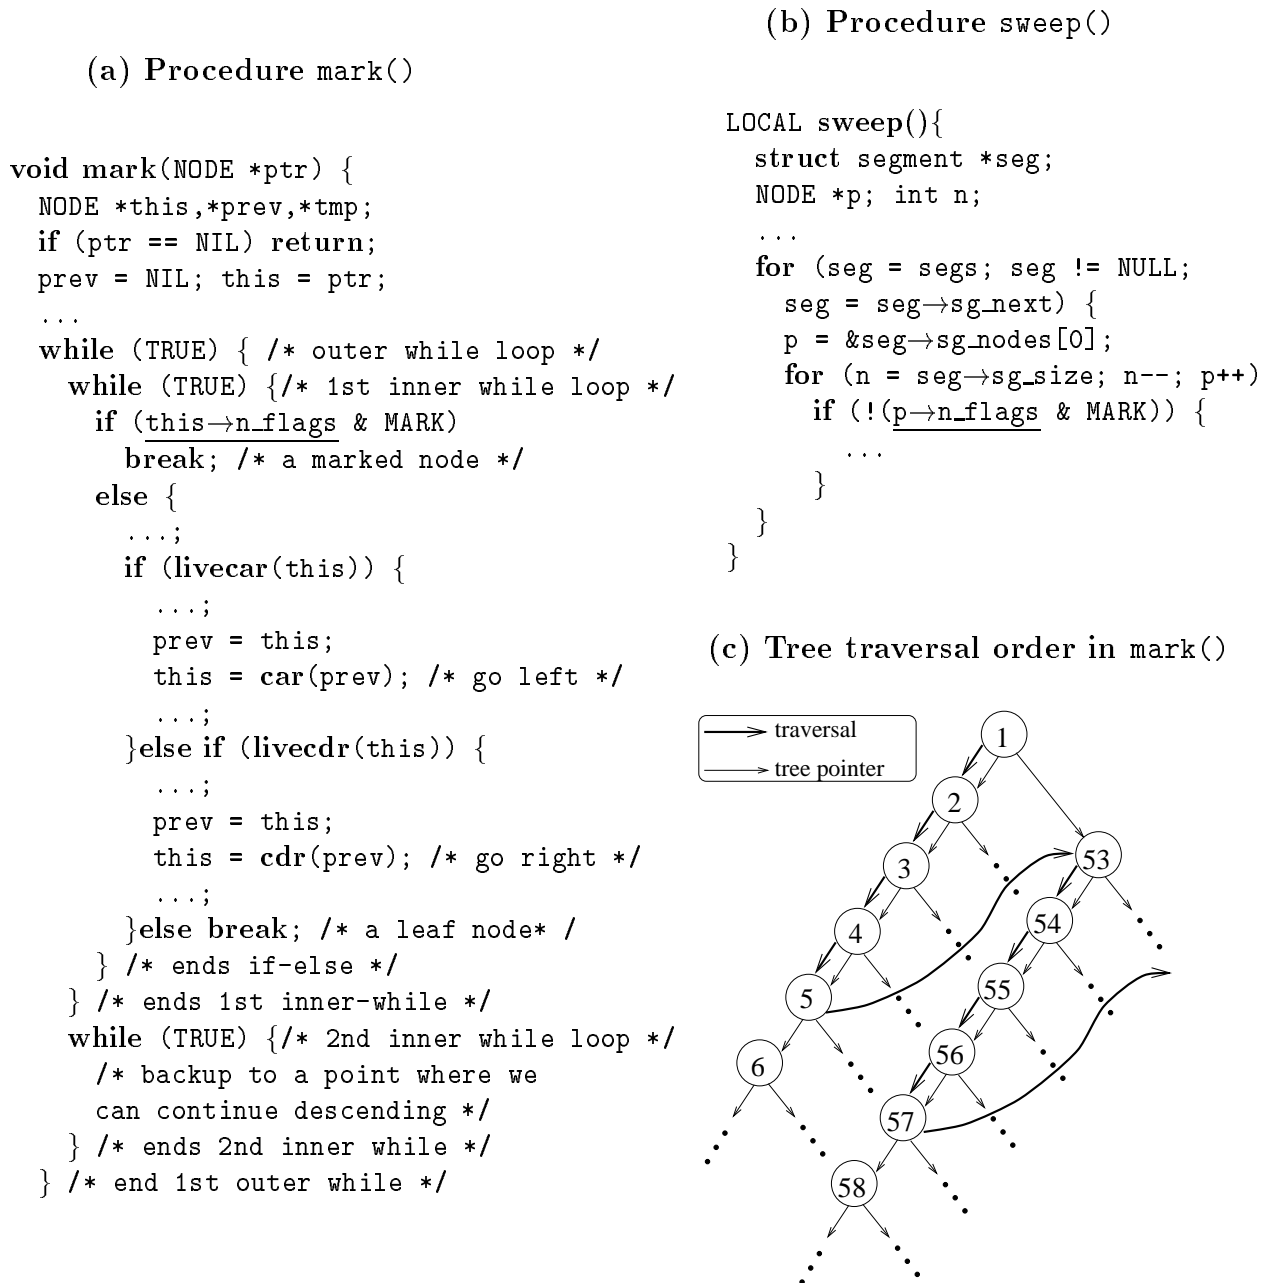 (a) Procedure mark()
void mark(NODE *ptr) {
NODE *this,*prev,*tmp;
if (ptr == NIL) return;
prev = NIL; this = ptr;
...
while (TRUE) { /* outer while loop */
while (TRUE) {/* 1st inner while loop */
if (this→n_flags & MARK)
break; /* a marked node */
else {
...;
if (livecar(this)) {
...;
prev = this;
this = car(prev); /* go left */
...;
}else if (livecdr(this)) {
...;
prev = this;
this = cdr(prev); /* go right */
...;
}else break; /* a leaf node* /
} /* ends if-else */
} /* ends 1st inner-while */
while (TRUE) {/* 2nd inner while loop */
/* backup to a point where we
can continue descending */
} /* ends 2nd inner while */
} /* end 1st outer while */
(b) Procedure sweep()
LOCAL sweep(){
struct segment *seg;
NODE *p; int n;
...
for (seg = segs; seg != NULL;
seg = seg→sg_next) {
p = &seg→sg_nodes[0];
for (n = seg→sg_size; n--; p++)
if (!(p→n_flags & MARK)) {
...
}
}
}
(c) Tree traversal order in mark()
traversal
tree pointer
1
2
3
53
4
54
5
55
6
56
57
58